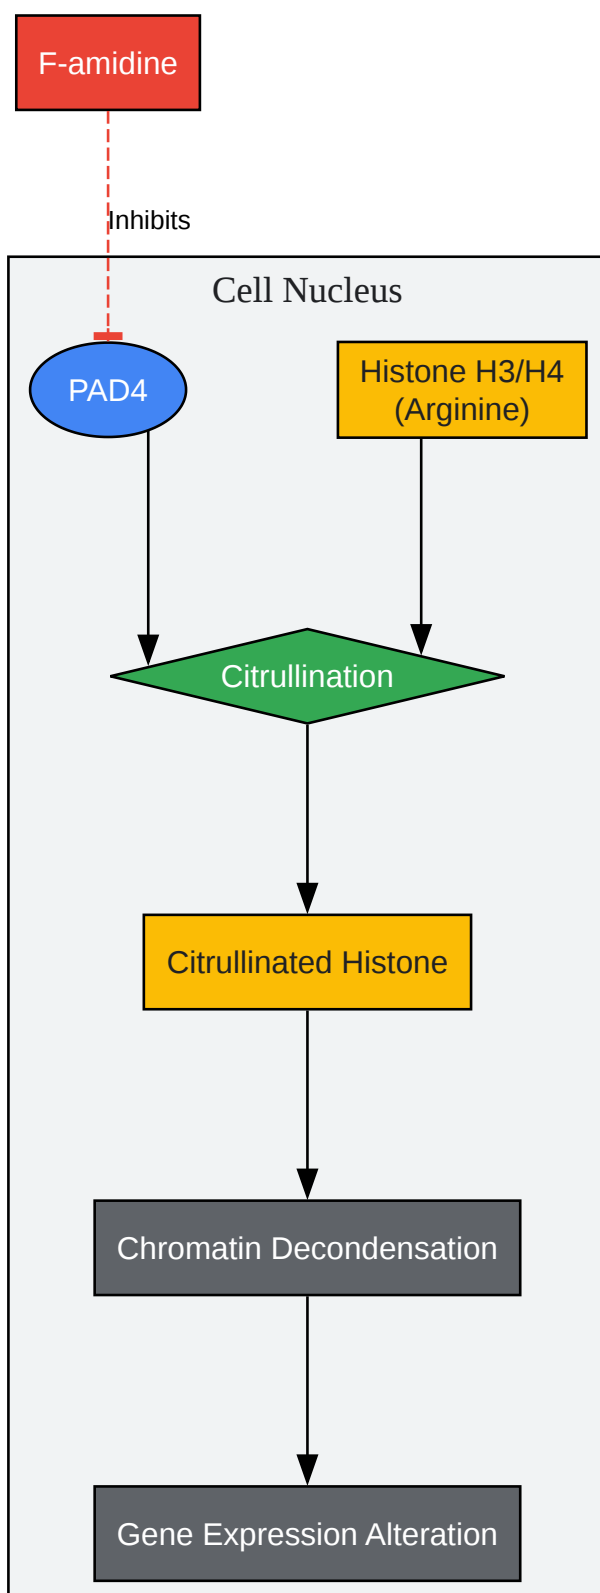 F-amidine
Inhibits
Cell Nucleus
PAD4
Histone H3/H4
(Arginine)
Citrullination
Citrullinated Histone
Chromatin Decondensation
Gene Expression Alteration